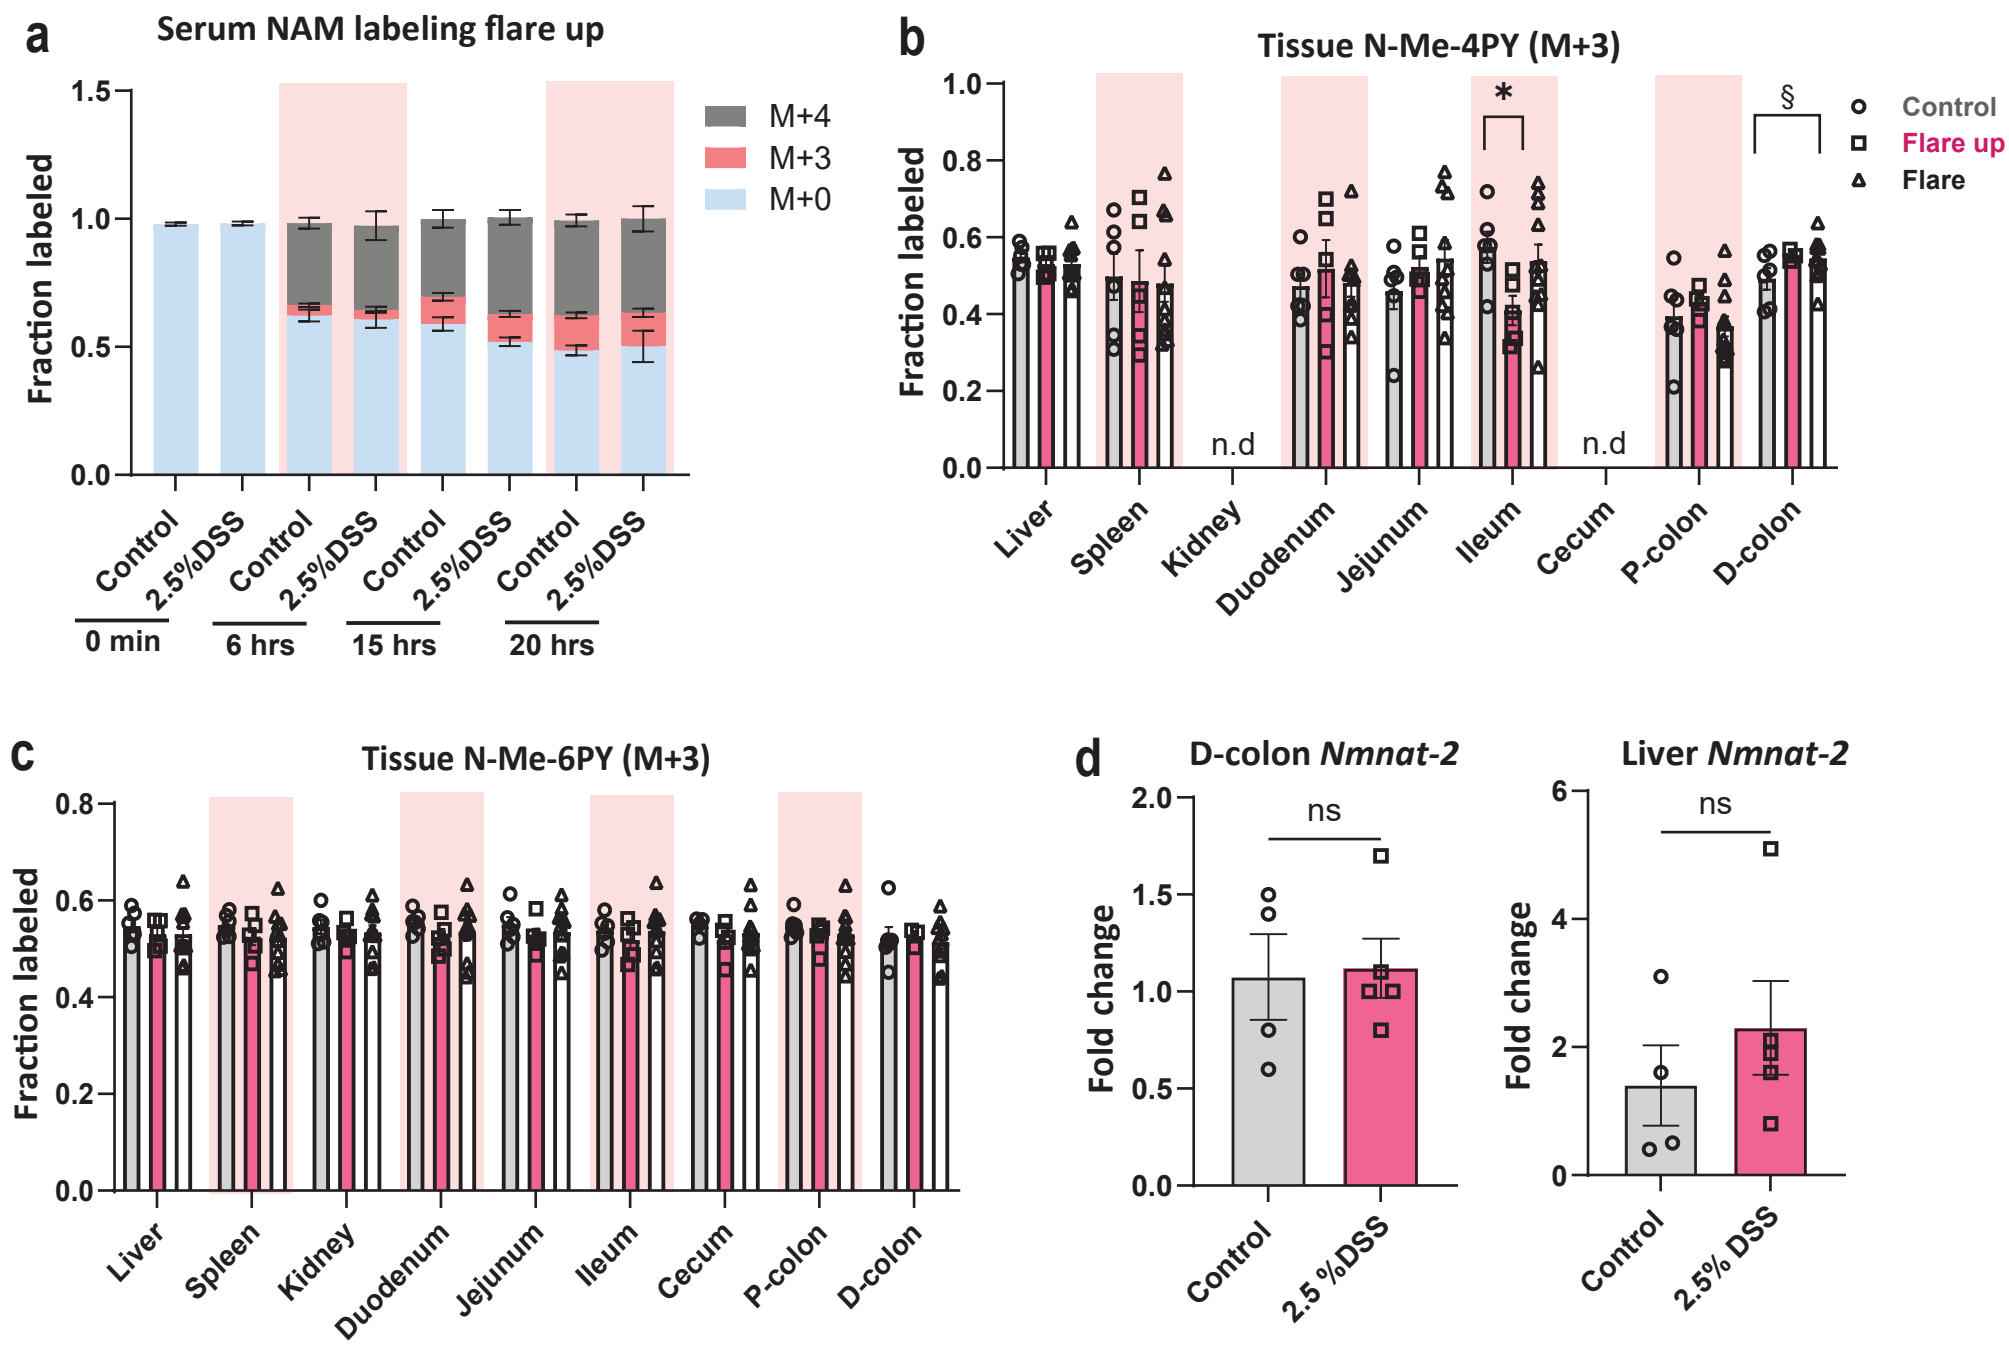 a
Serum NAM labeling flare up
Fraction labeled
1.5
1.0
0.5
0.0
M+4
M+3
M+0
Control
2.5%DSS
Control
2.5%DSS
Control
2.5%DSS
Control
2.5%DSS
0 min
6 hrs
15 hrs
20 hrs
b
Tissue N-Me-4PY (M+3)
Fraction labeled
1.0
0.8
0.6
0.4
0.2
0.0
n.d
*
n.d
§
Control
Flare up
Flare
Liver
Spleen
Kidney
Duodenum
Jejunum
Ileum
Cecum
P-colon
D-colon
c
Tissue N-Me-6PY (M+3)
Fraction labeled
0.8
0.6
0.4
0.2
0.0
Liver
Spleen
Kidney
Duodenum
Jejunum
Ileum
Cecum
P-colon
D-colon
d
D-colon Nmnat-2
Fold change
2.0
1.5
1.0
0.5
0.0
ns
Control
2.5 %DSS
Liver Nmnat-2
Fold change
6
4
2
0
ns
Control
2.5% DSS